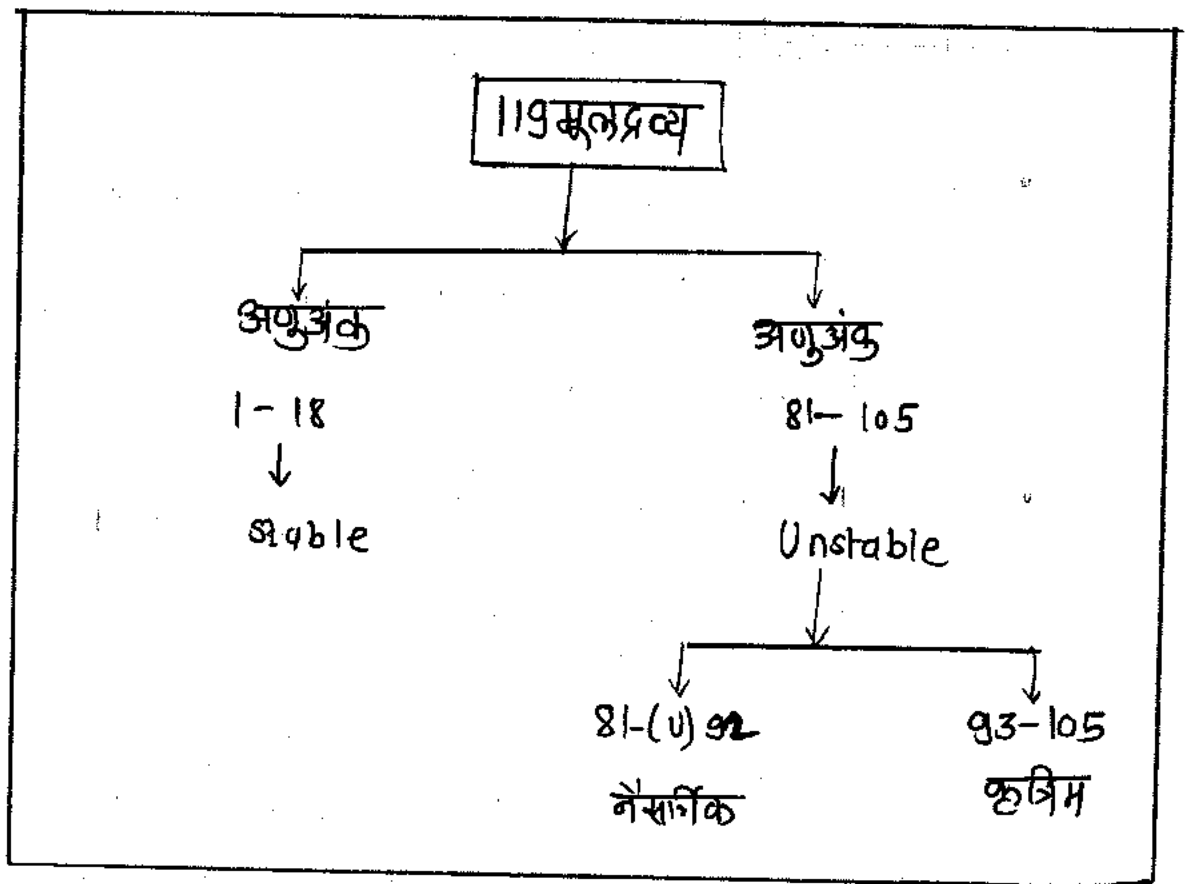 119 मूलद्रव्य
अणुअंक
अणुअंक
1 - 18
81 - 105
Stable
Unstable
81-(U) 92
93-105
नैसर्गिक
कृत्रिम